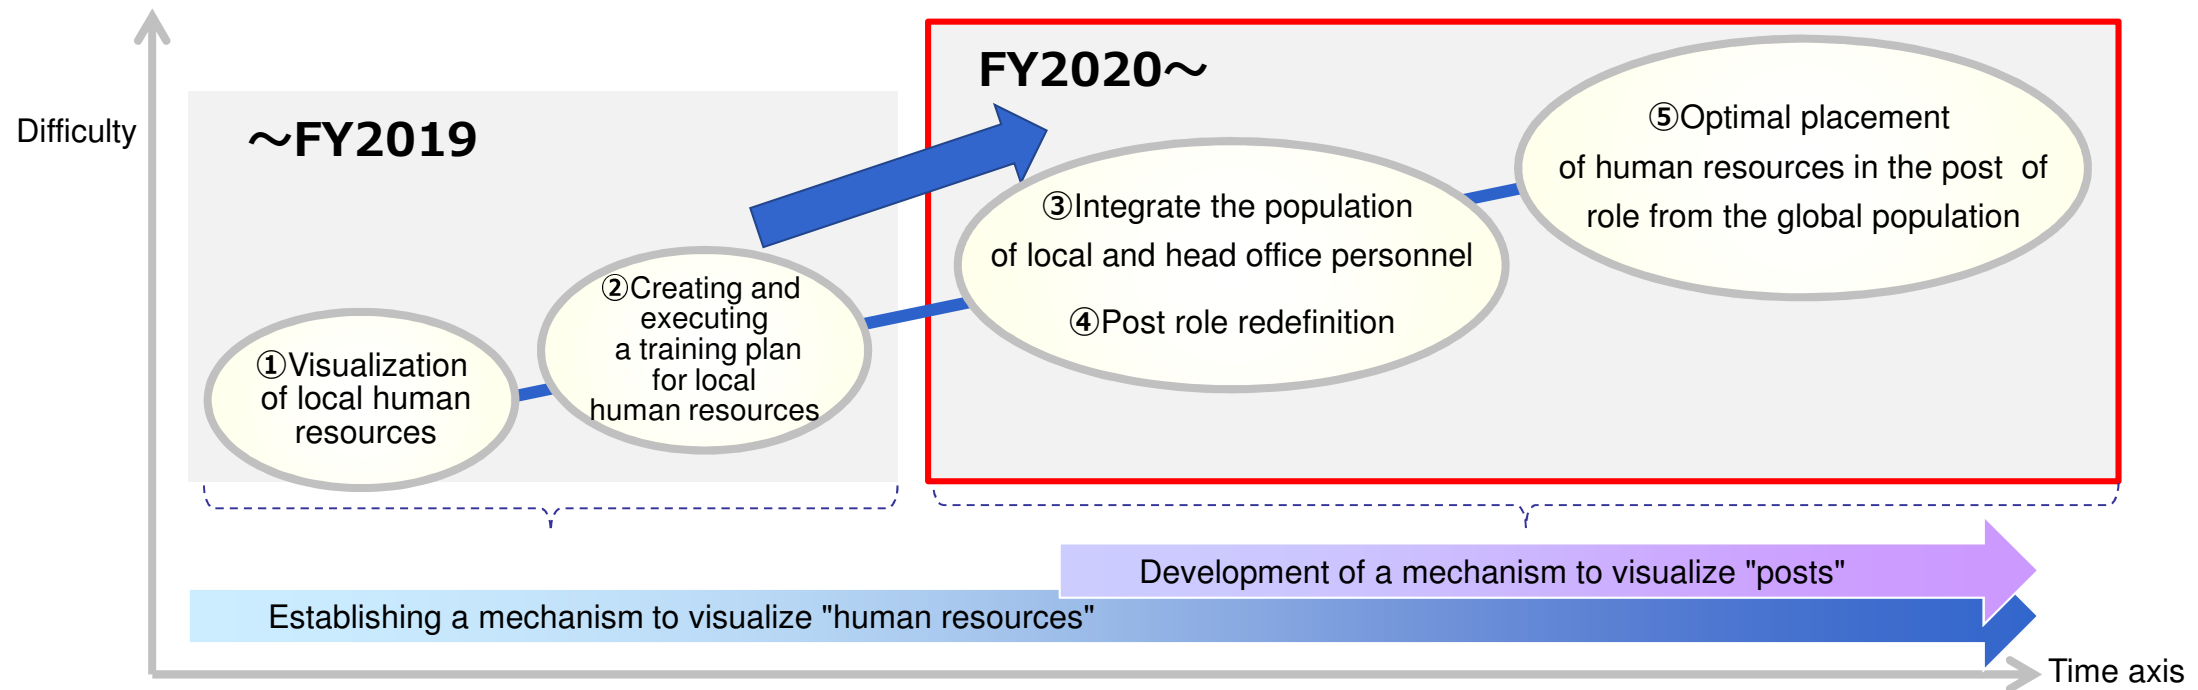 Difficulty
～FY2019
①Visualization
of local human
resources
②Creating and
executing
a training plan
for local
human resources
FY2020～
③Integrate the population
of local and head office personnel
④Post role redefinition
⑤Optimal placement
of human resources in the post  of
role from the global population
Development of a mechanism to visualize "posts"
Establishing a mechanism to visualize "human resources"
Time axis